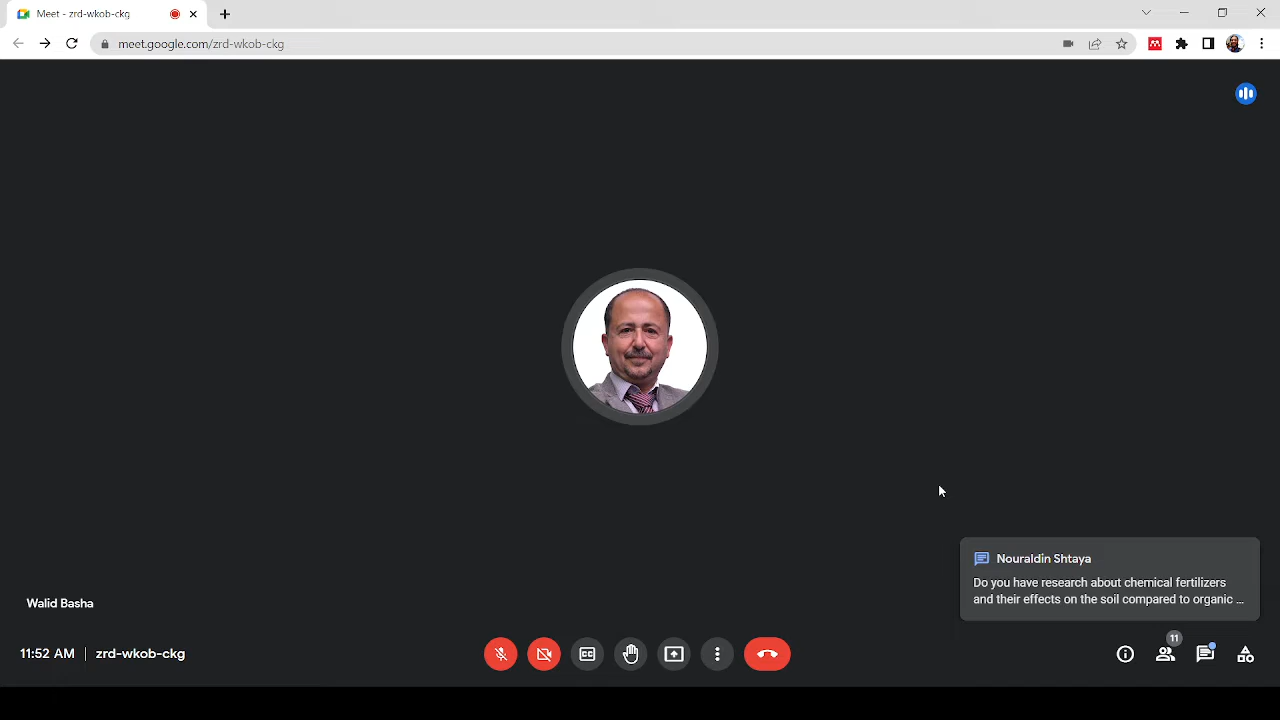 Meet - zrd-wkob-ckg
meet.google.com/zrd-wkob-ckg
Nouraldin Shtaya
Do you have research about chemical fertilizers
and their effects on the soil compared to organic ...
Walid Basha
11:52 AM | zrd-wkob-ckg
CC
11